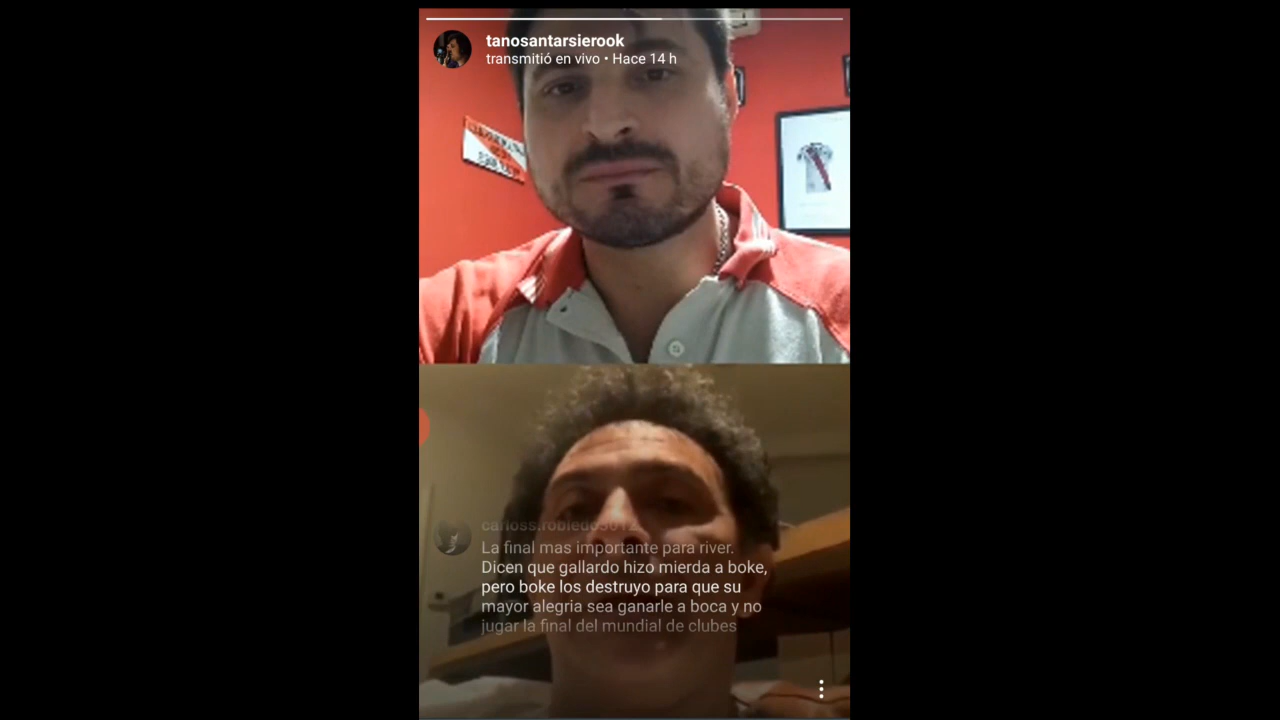 tanosantarsierook
transmitió en vivo • Hace 14 h
La final mas importante para river.
Dicen que gallardo hizo mierda a boke,
pero boke los destruyo para que su
mayor alegria sea ganarle a boca y no
jugar la final del mundial de clubes